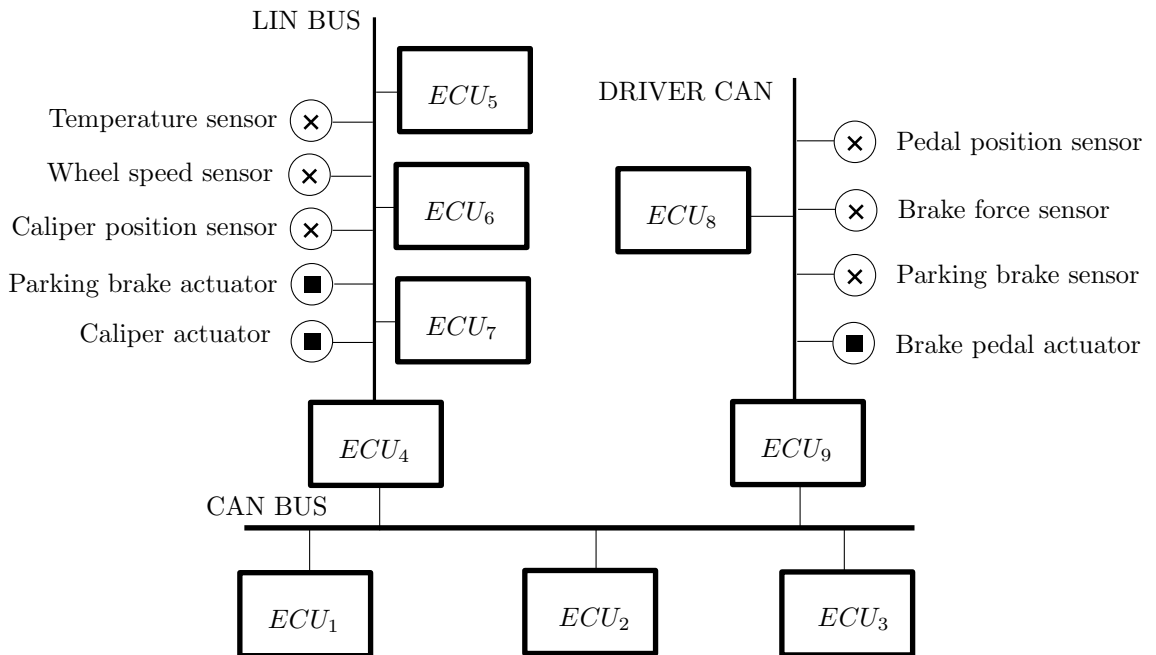 LIN BUS
ECU₅
DRIVER CAN
Temperature sensor
Pedal position sensor
Wheel speed sensor
ECU₆
ECU₈
Brake force sensor
Caliper position sensor
Parking brake sensor
Parking brake actuator
ECU₇
Caliper actuator
Brake pedal actuator
ECU₄
ECU₉
CAN BUS
ECU₁
ECU₂
ECU₃